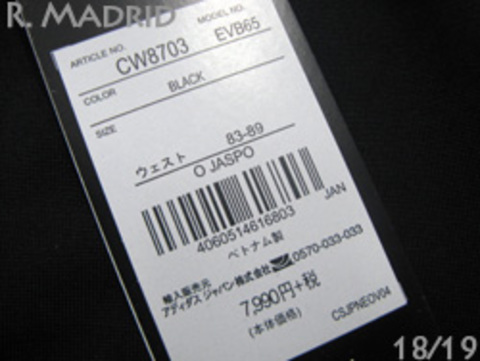 R. MADRID
ARTICLE NO. MODEL NO.
CW8703 EVB65
COLOR BLACK
SIZE
ウェスト 83-89
O JASPO
JAN
4060514616803
ベトナム製
輸入販売元
アディダス ジャパン株式会社 0570-033-033
7,990円+税
(本体価格)
CSJPNEOV04
18/19